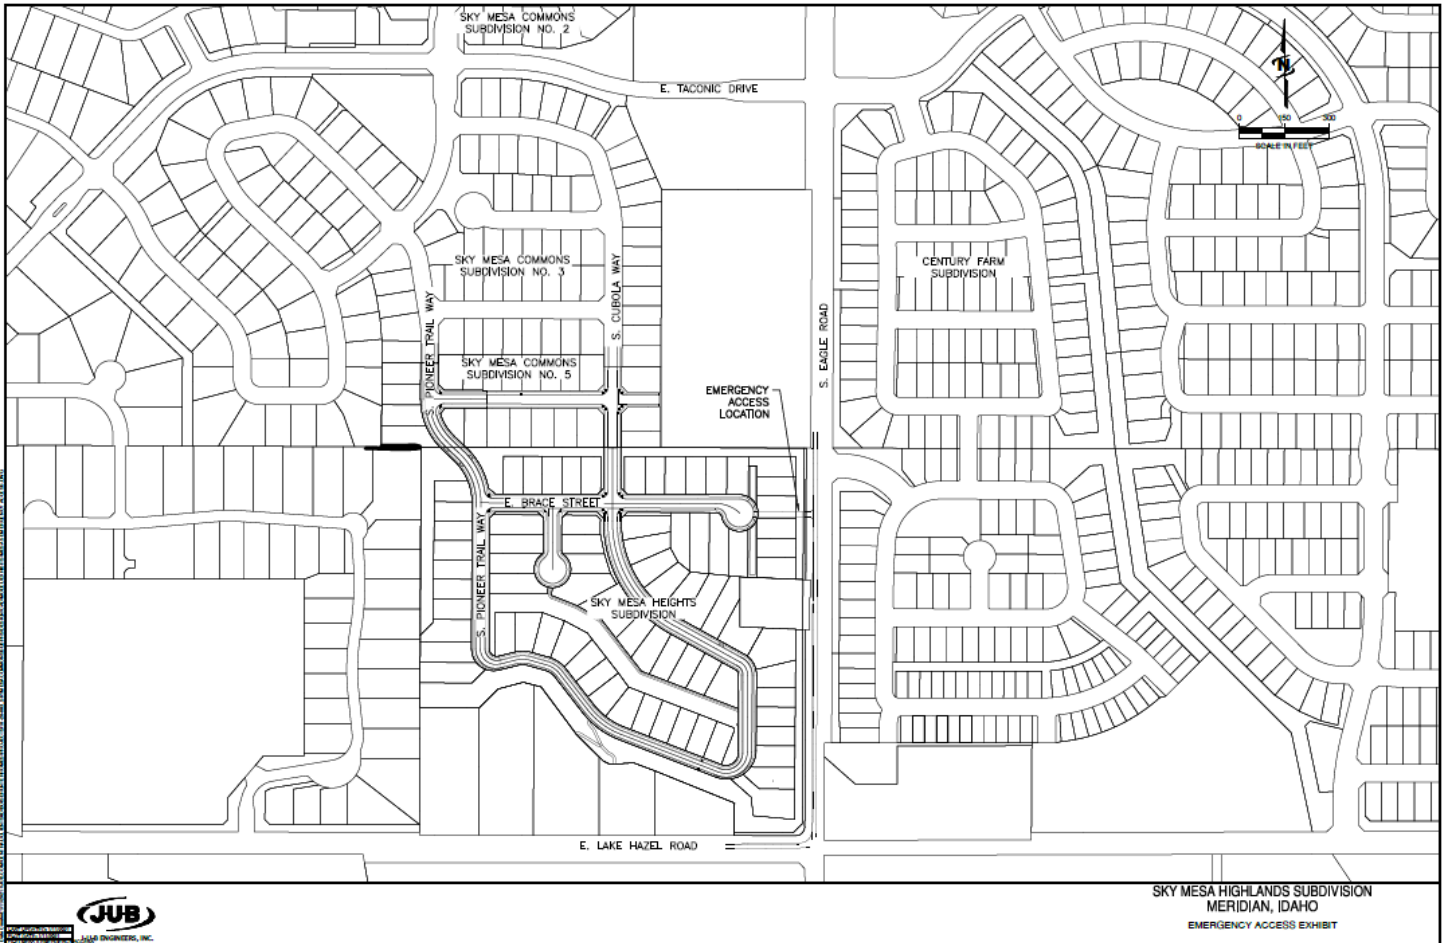 SKY MESA COMMONS
SUBDIVISION NO. 2
E. TACONIC DRIVE
N
0 150 300
SCALE IN FEET
SKY MESA COMMONS
SUBDIVISION NO. 3
S. CUBOLA WAY
CENTURY FARM
SUBDIVISION
S. PIONEER TRAIL WAY
S. EAGLE ROAD
SKY MESA COMMONS
SUBDIVISION NO. 5
EMERGENCY
ACCESS
LOCATION
E. BRACE STREET
S. PIONEER TRAIL WAY
SKY MESA HEIGHTS
SUBDIVISION
E. LAKE HAZEL ROAD
SKY MESA HIGHLANDS SUBDIVISION
MERIDIAN, IDAHO
EMERGENCY ACCESS EXHIBIT
JUB
J-U-B ENGINEERS, INC.